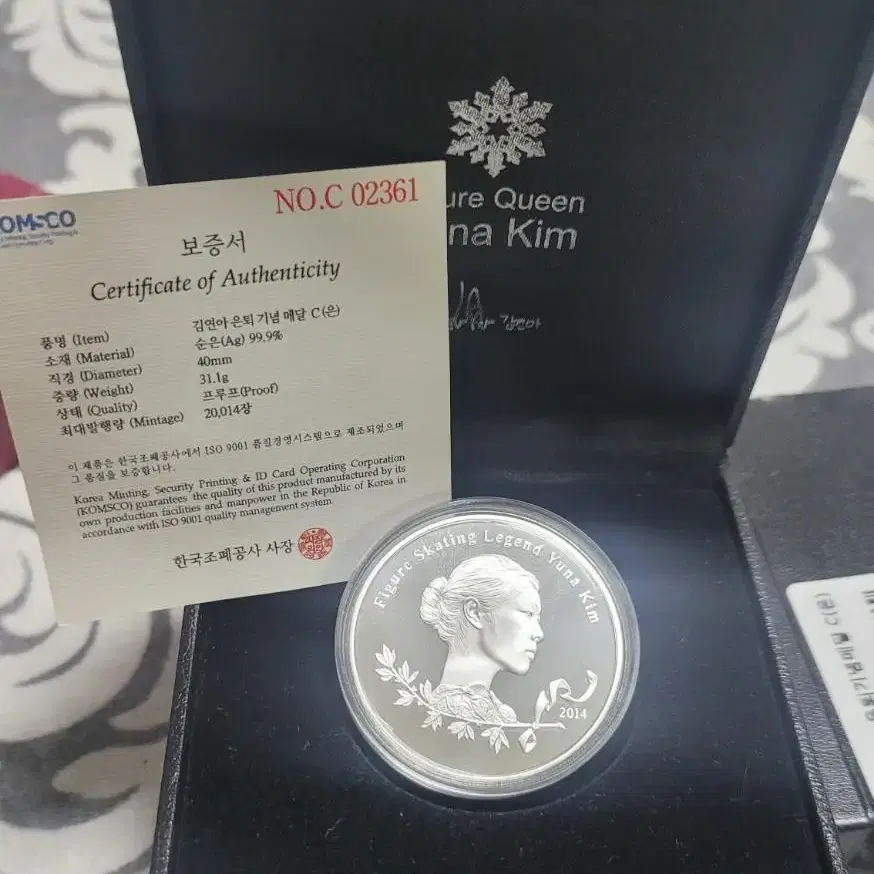 NO.C 02361
OMSCO
보증서
Certificate of Authenticity
품명 (Item) 김연아 은퇴 기념 메달 C (은)
소재 (Material) 순은(Ag) 99.9%
직경 (Diameter) 40mm
중량 (Weight) 31.1g
상태 (Quality) 프루프(Proof)
최대발행량 (Mintage) 20,014장
이 제품은 한국조폐공사에서 ISO 9001 품질경영시스템으로 제조되었으며
그 품질을 보증합니다.
Korea Minting, Security Printing & ID Card Operating Corporation
(KOMSCO) guarantees the quality of this product manufactured by its
own production facilities and manpower in the Republic of Korea in
accordance with ISO 9001 quality management system.
한국조폐공사 사장
ure Queen
na Kim
김연아
Figure Skating Legend Yuna Kim
2014